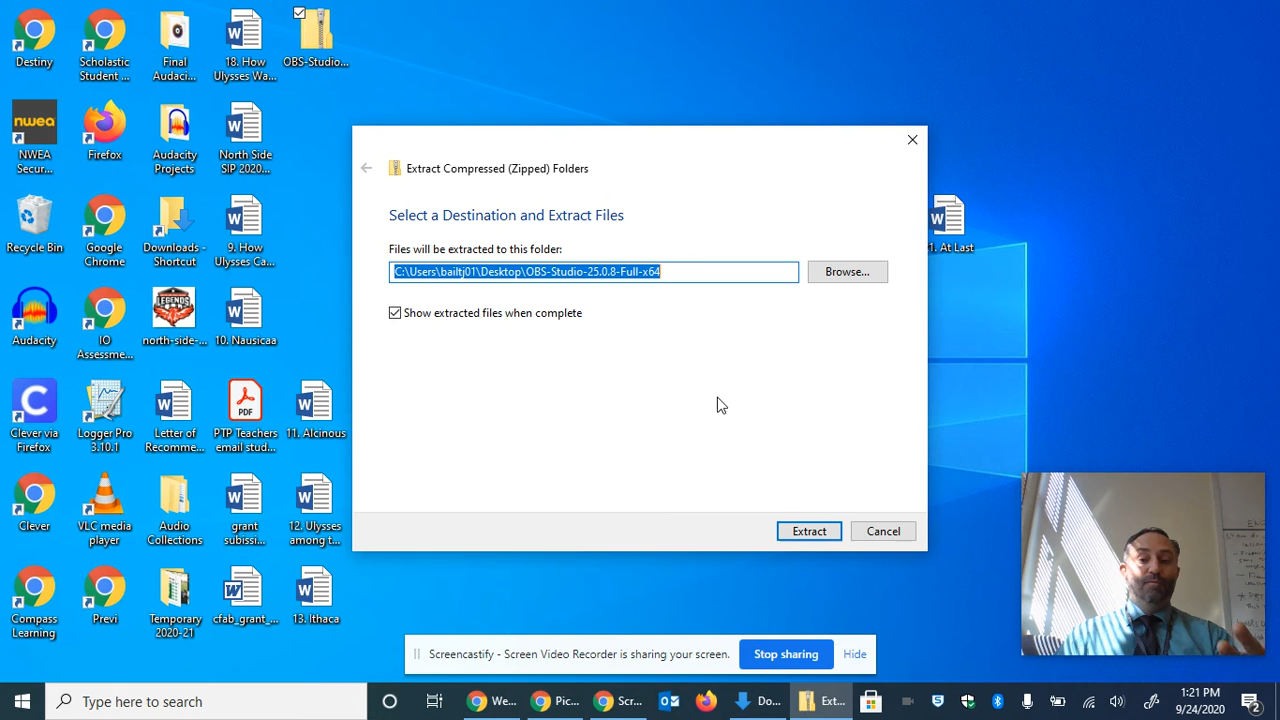 Destiny
Scholastic
Student ...
Final
Audaci...
18. How
Ulysses Wa...
OBS-Studio...
nwea
NWEA
Secur...
Firefox
Audacity
Projects
North Side
SIP 2020...
Recycle Bin
Google
Chrome
Downloads -
Shortcut
9. How
Ulysses Ca...
1. At Last
Audacity
IO
Assessme...
LEGENDS
north-side-...
10. Nausicaa
Clever via
Firefox
Logger Pro
3.10.1
Letter of
Recomme...
PDF
PTP Teachers
email stud...
11. Alcinous
Clever
VLC media
player
Audio
Collections
grant
subissi...
12. Ulysses
among t...
Compass
Learning
Previ
Temporary
2020-21
cfab_grant_...
13. Ithaca
Extract Compressed (Zipped) Folders
Select a Destination and Extract Files
Files will be extracted to this folder:
C:\Users\bailtj01\Desktop\OBS-Studio-25.0.8-Full-x64
Browse...
Show extracted files when complete
Extract
Cancel
Screencastify - Screen Video Recorder is sharing your screen.
Stop sharing
Hide
Type here to search
We...
Pic...
Scr...
Do...
Ext...
1:21 PM
9/24/2020
2